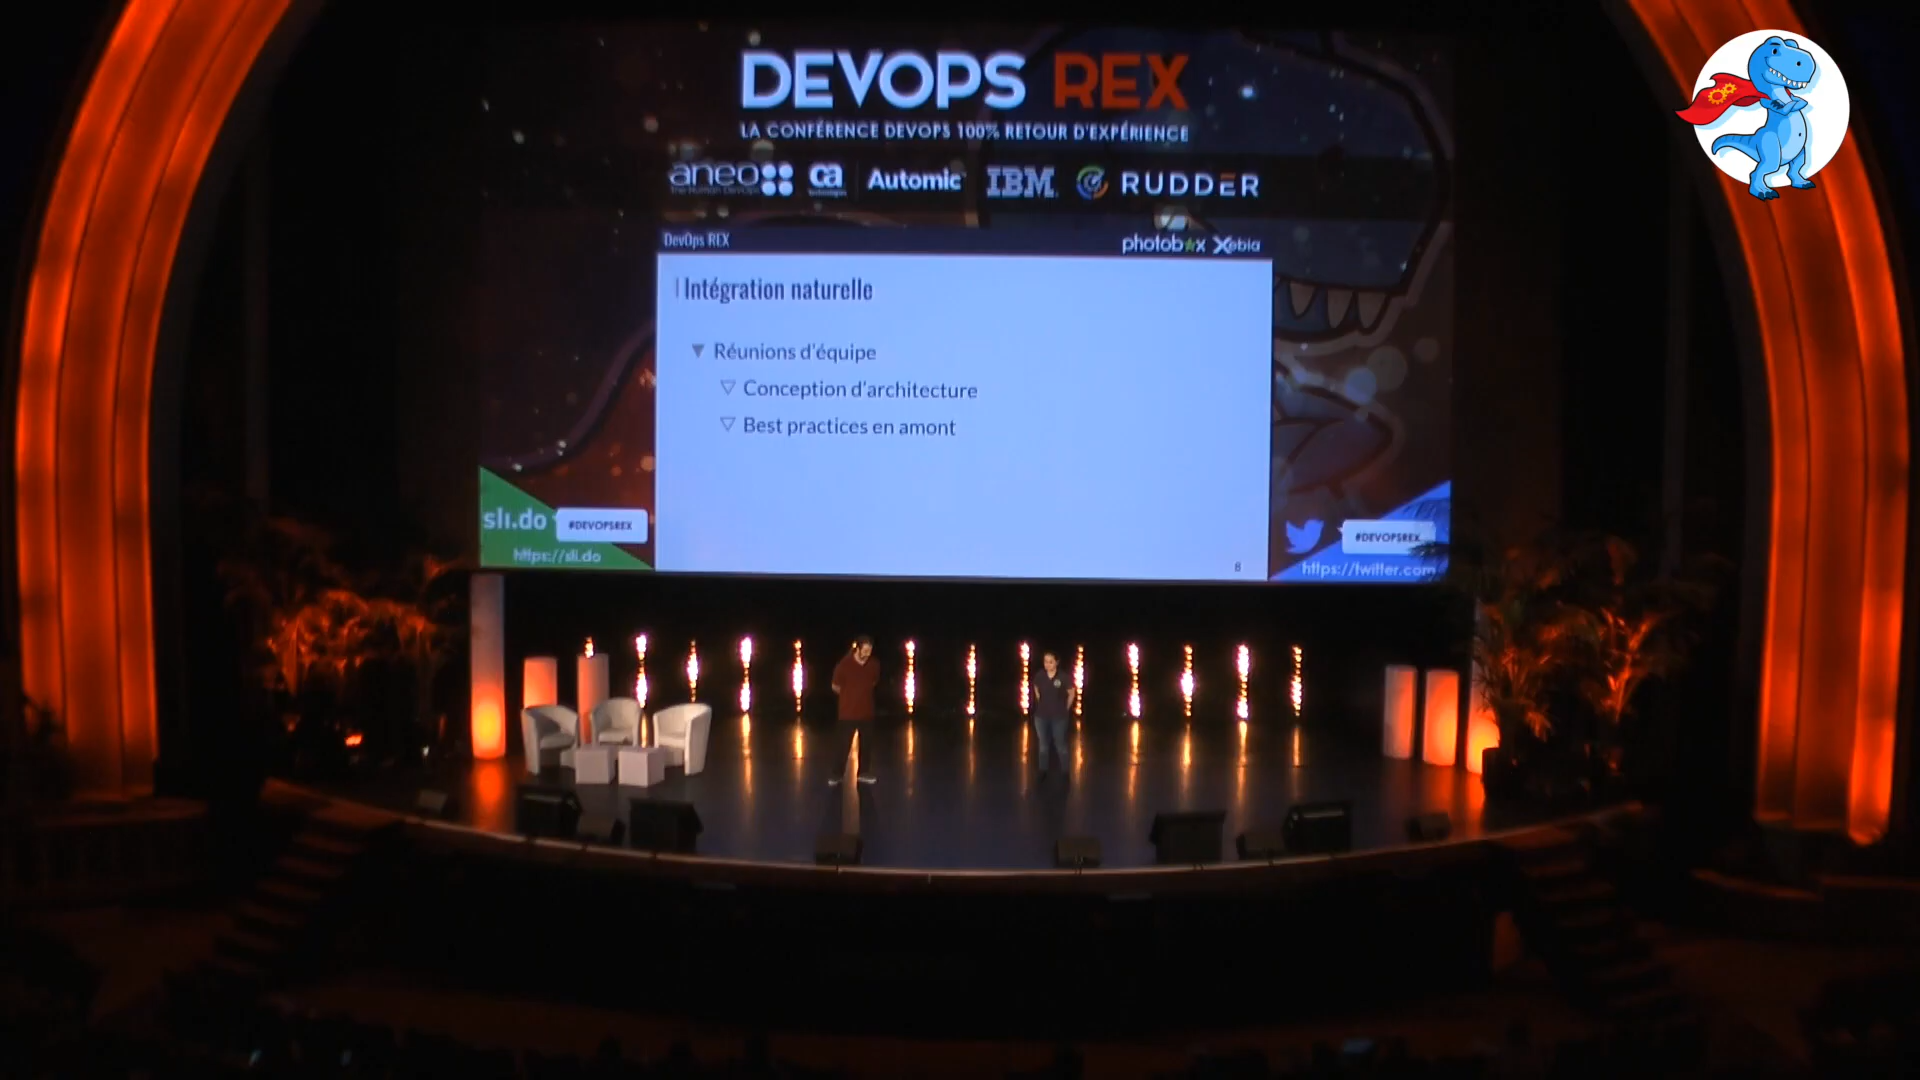 DEVOPS REX
LA CONFÉRENCE DEVOPS 100% RETOUR D'EXPÉRIENCE
aneo ca technologies Automic IBM RUDDER
DevOps REX
photobox Xebia
Intégration naturelle
Réunions d'équipe
Conception d'architecture
Best practices en amont
8
sli.do #DEVOPSREX
https://sli.do
#DEVOPSREX
https://twitter.com